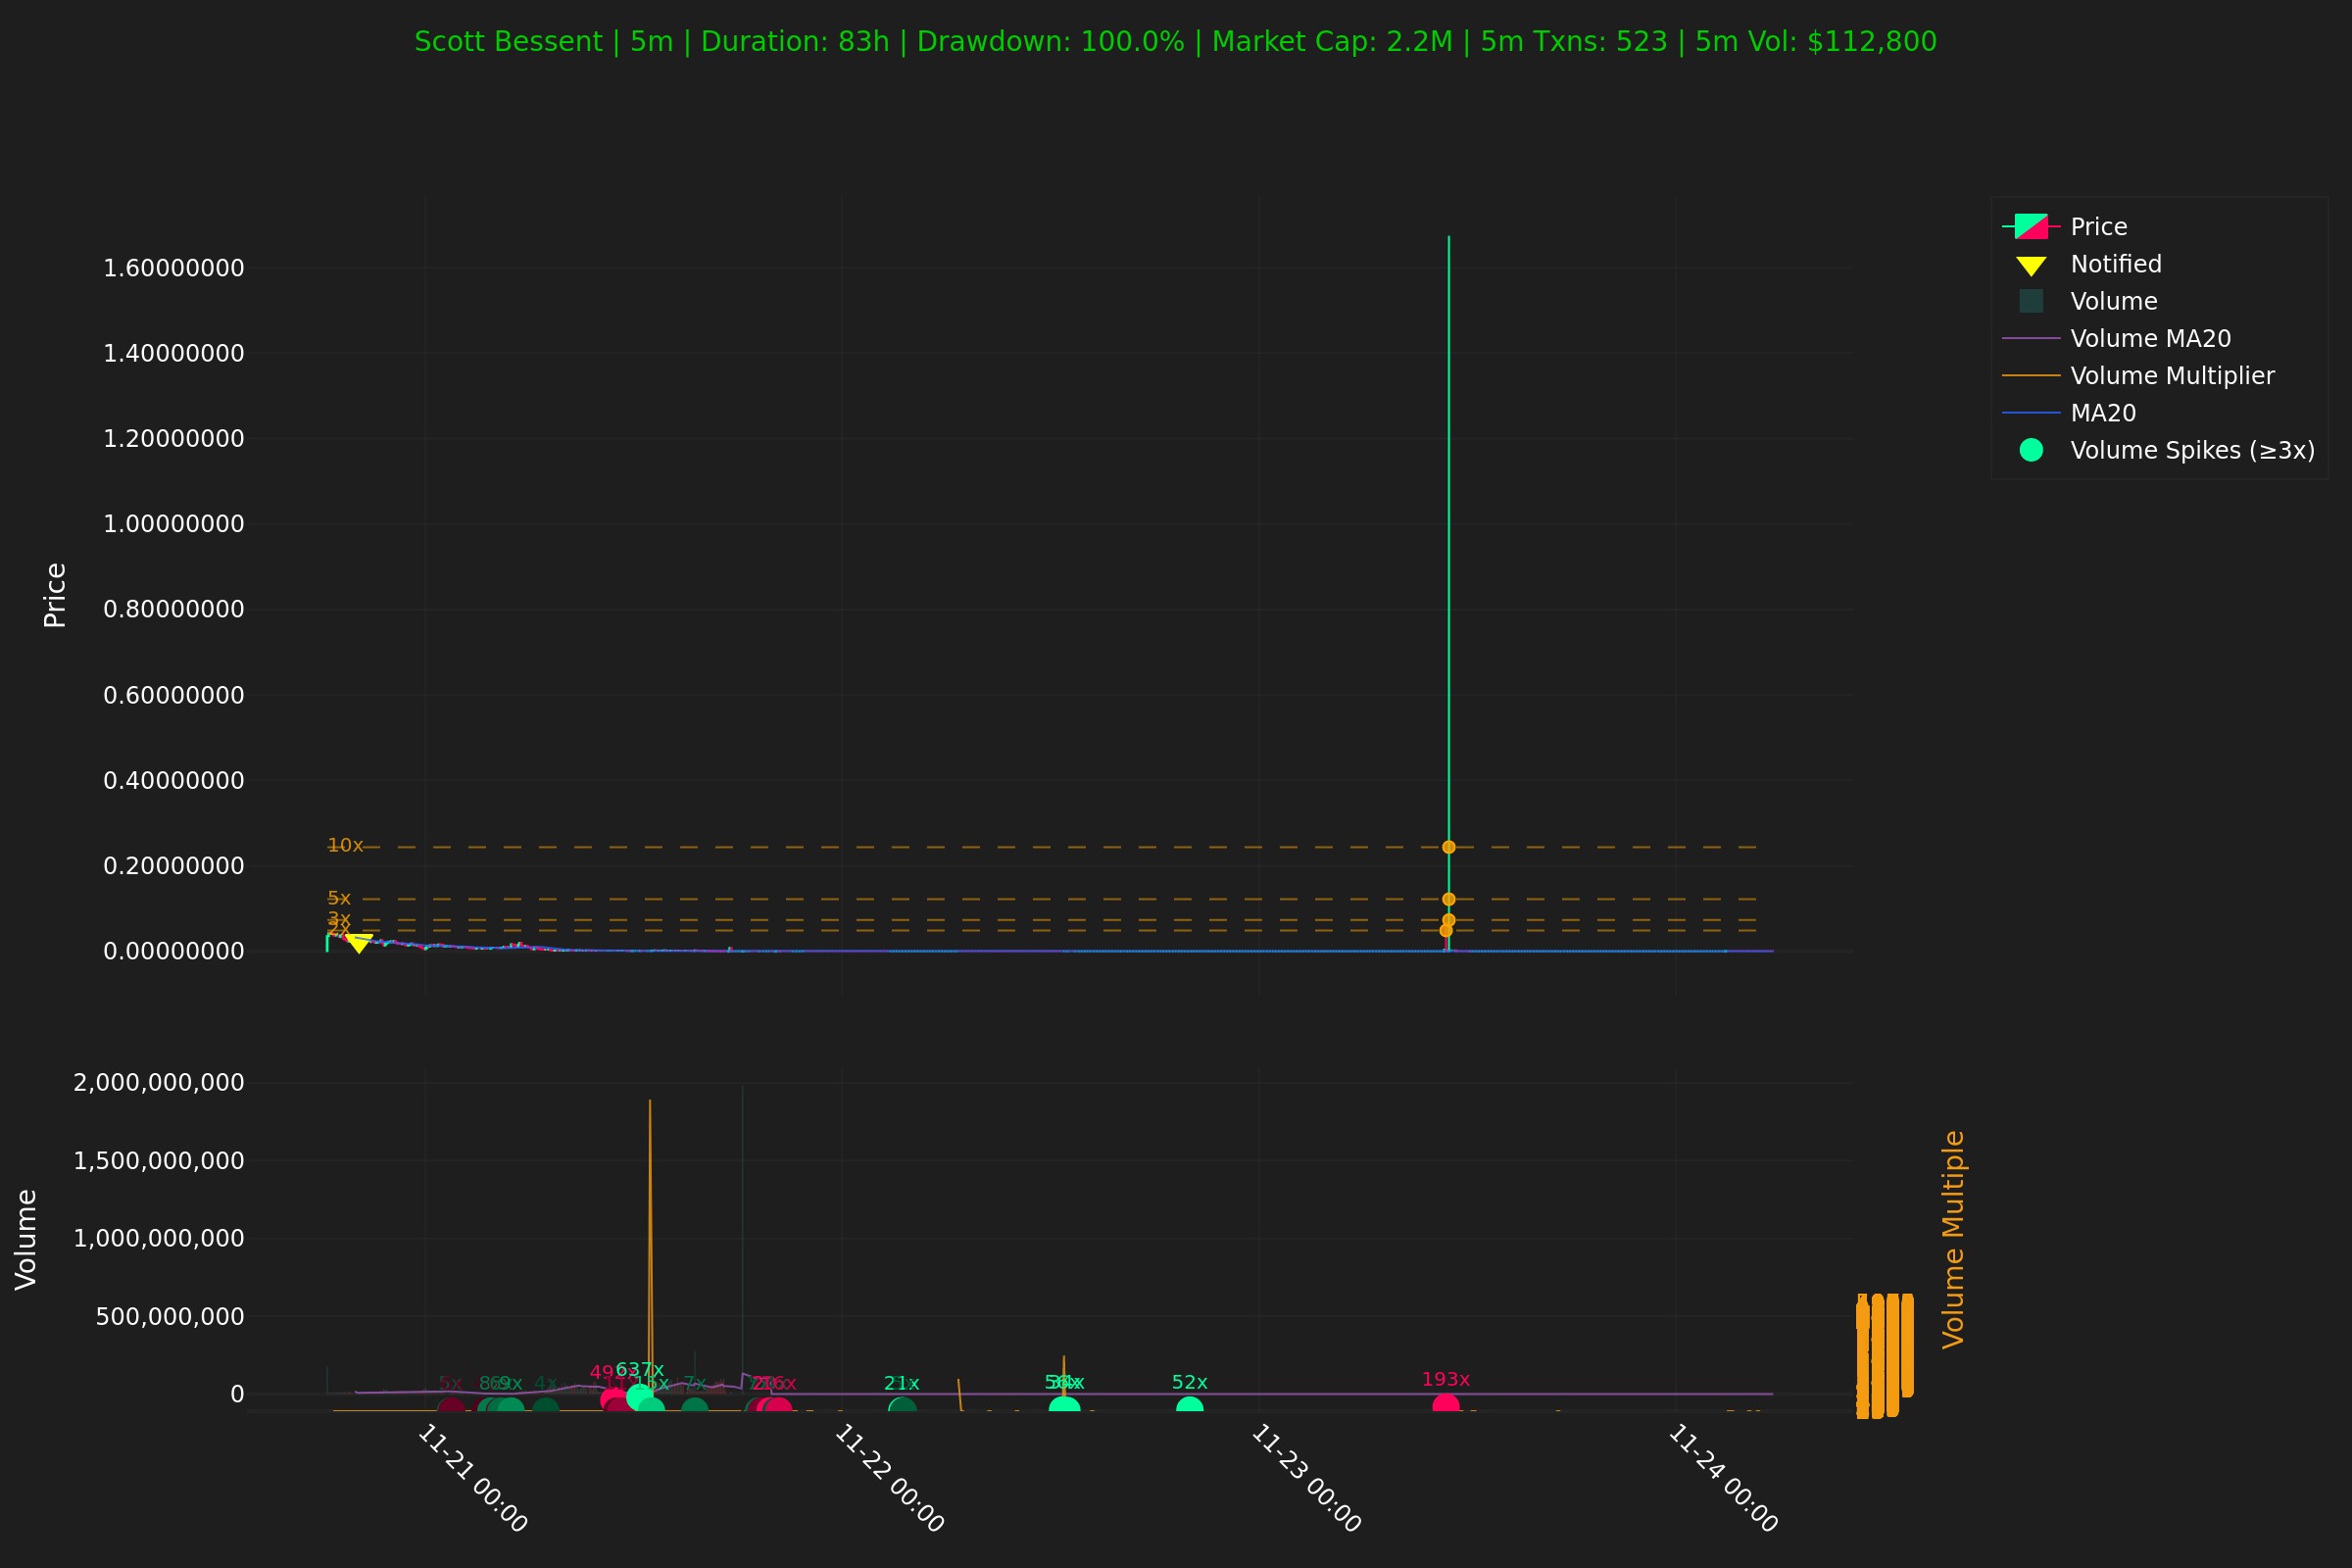 Scott Bessent | 5m | Duration: 83h | Drawdown: 100.0% | Market Cap: 2.2M | 5m Txns: 523 | 5m Vol: $112,800
Price
Notified
Volume
Volume MA20
Volume Multiplier
MA20
Volume Spikes (≥3x)
Price
1.60000000
1.40000000
1.20000000
1.00000000
0.80000000
0.60000000
0.40000000
0.20000000
0.00000000
10x
5x
3x
2x
Volume
2,000,000,000
1,500,000,000
1,000,000,000
500,000,000
0
5x
4x
637x
7x
21x
52x
193x
Volume Multiple
11-21 00:00
11-22 00:00
11-23 00:00
11-24 00:00